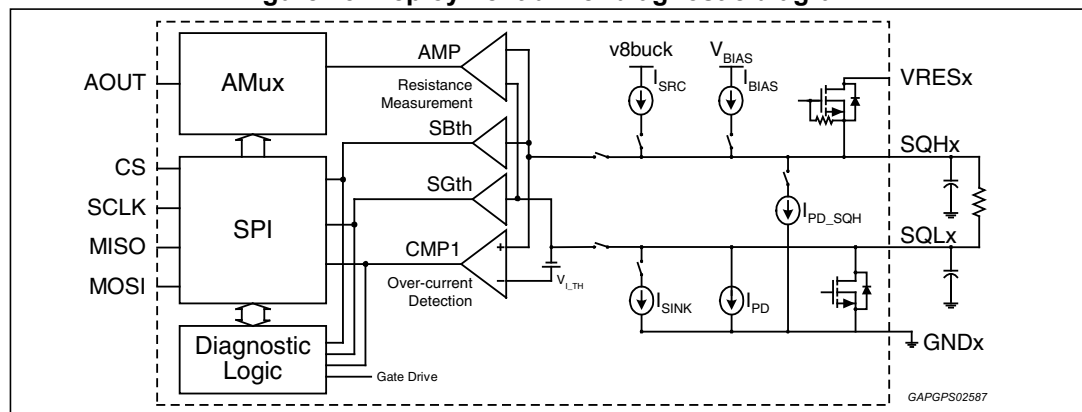 AOUT
AMux
AMP
Resistance
Measurement
v8buck
ISRC
VBIAS
IBIAS
VRESx
CS
SCLK
MISO
MOSI
SPI
SBth
SGth
CMP1
+
–
Over-current
Detection
VI_TH
SQHx
IPD_SQH
SQLx
ISINK
IPD
GNDx
Diagnostic
Logic
Gate Drive
GAPGPS02587